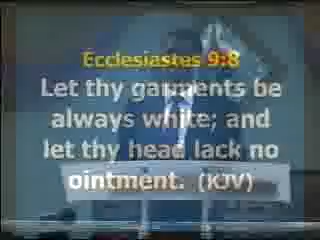 Ecclesiastes 9:8
Let thy garments be
always white; and
let thy head lack no
ointment. (KJV)